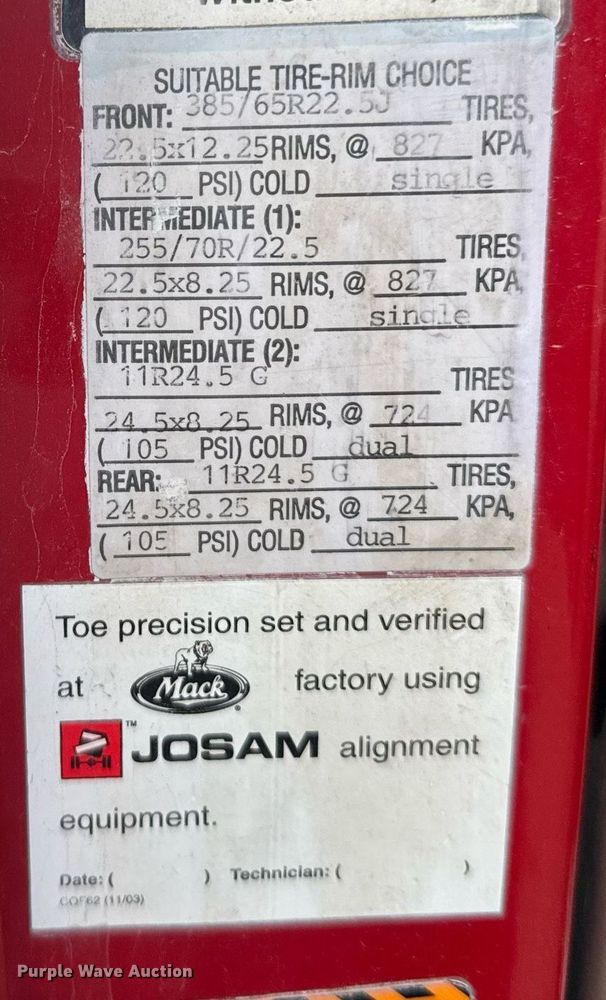 SUITABLE TIRE-RIM CHOICE
FRONT: 385/65R22.5J TIRES,
22.5x12.25 RIMS, @ 827 KPA,
( 120 PSI) COLD single
INTERMEDIATE (1):
255/70R/22.5 TIRES,
22.5x8.25 RIMS, @ 827 KPA,
( 120 PSI) COLD single
INTERMEDIATE (2):
11R24.5 G TIRES
24.5x8.25 RIMS, @ 724 KPA
( 105 PSI) COLD dual
REAR: 11R24.5 G TIRES,
24.5x8.25 RIMS, @ 724 KPA,
( 105 PSI) COLD dual
Toe precision set and verified
at Mack® factory using
™ JOSAM alignment
equipment.
Date: ( ) Technician: ( )
CQF62 (11/03)
Purple Wave Auction